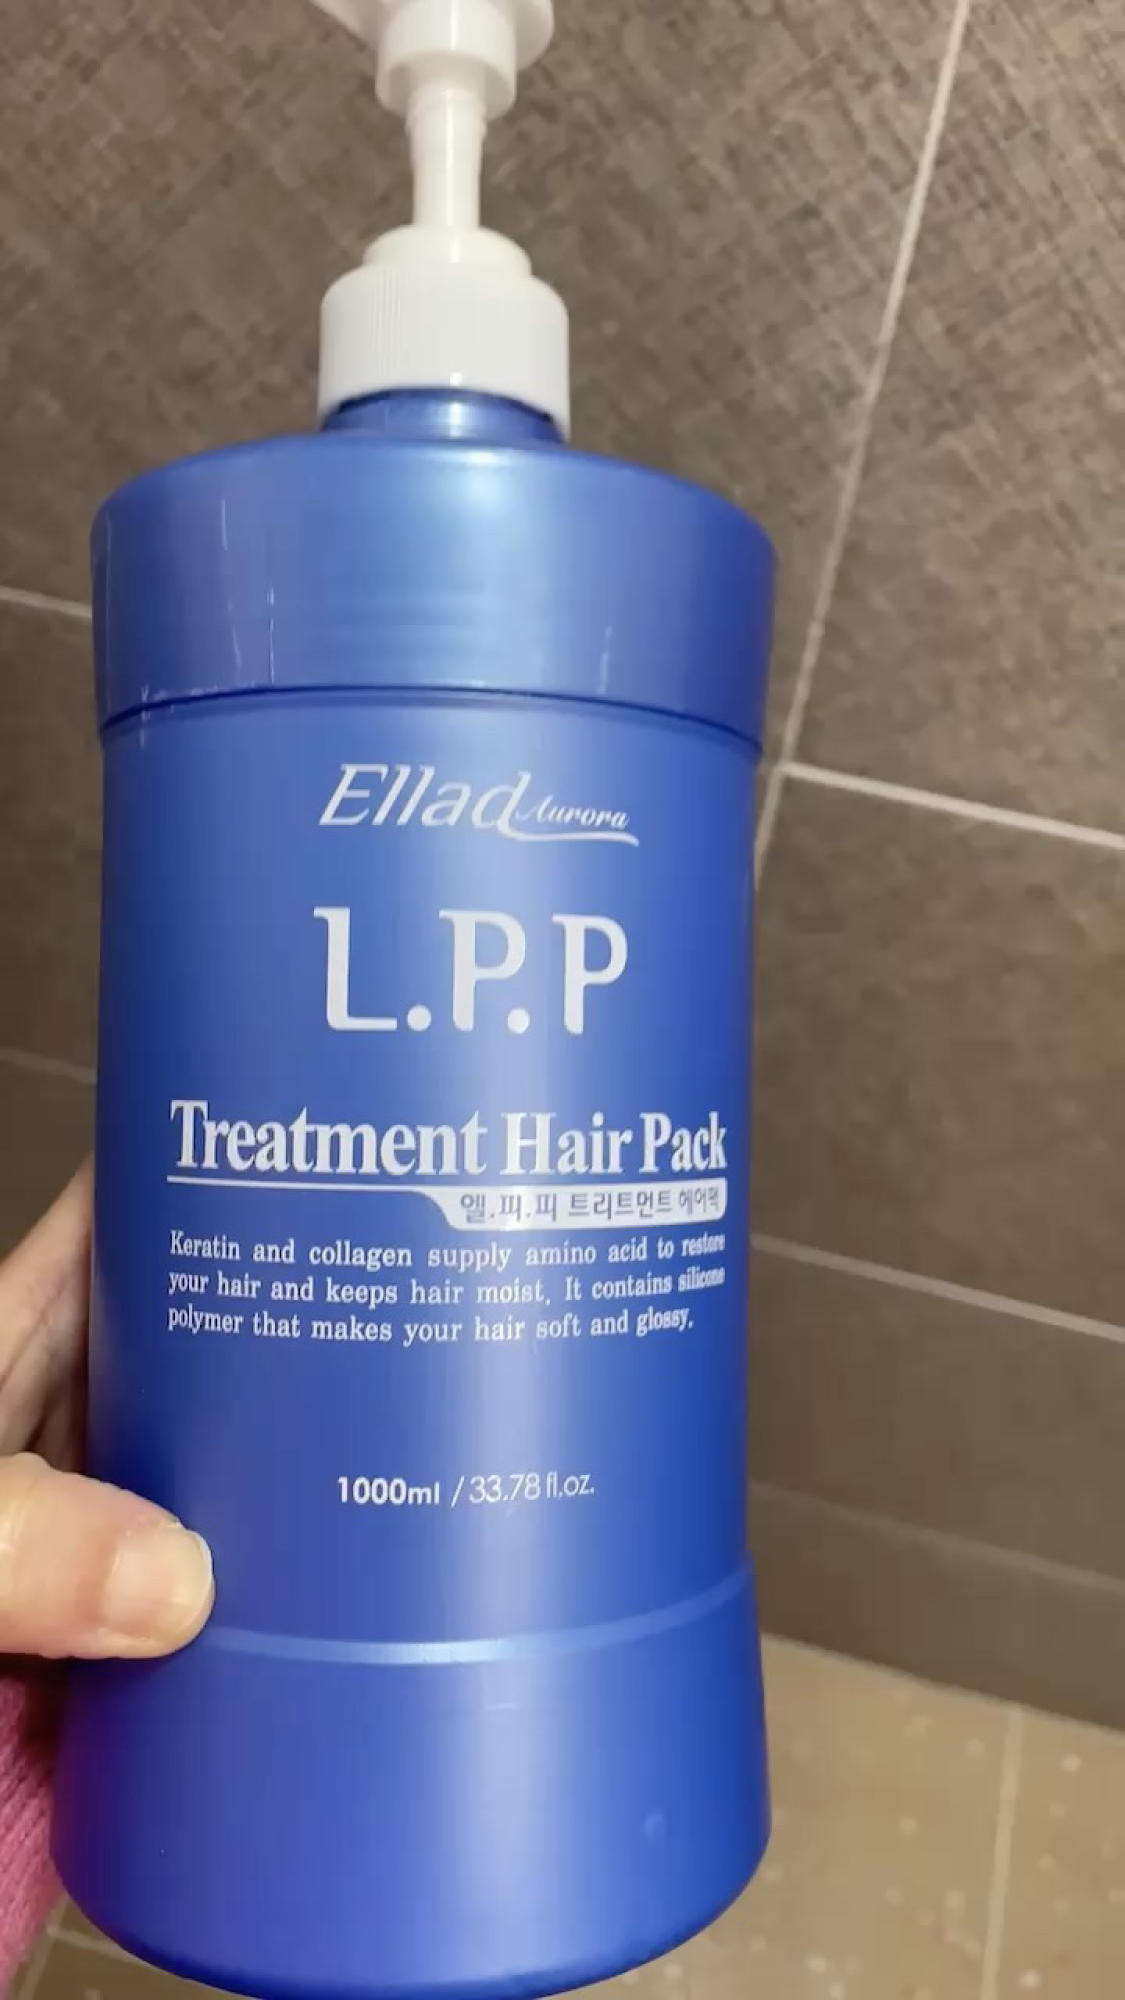 Ellad Aurora
L.P.P
Treatment Hair Pack
엘.피.피 트리트먼트 헤어팩
Keratin and collagen supply amino acid to restore
your hair and keeps hair moist. It contains silicone
polymer that makes your hair soft and glossy.
1000ml / 33.78 fl.oz.